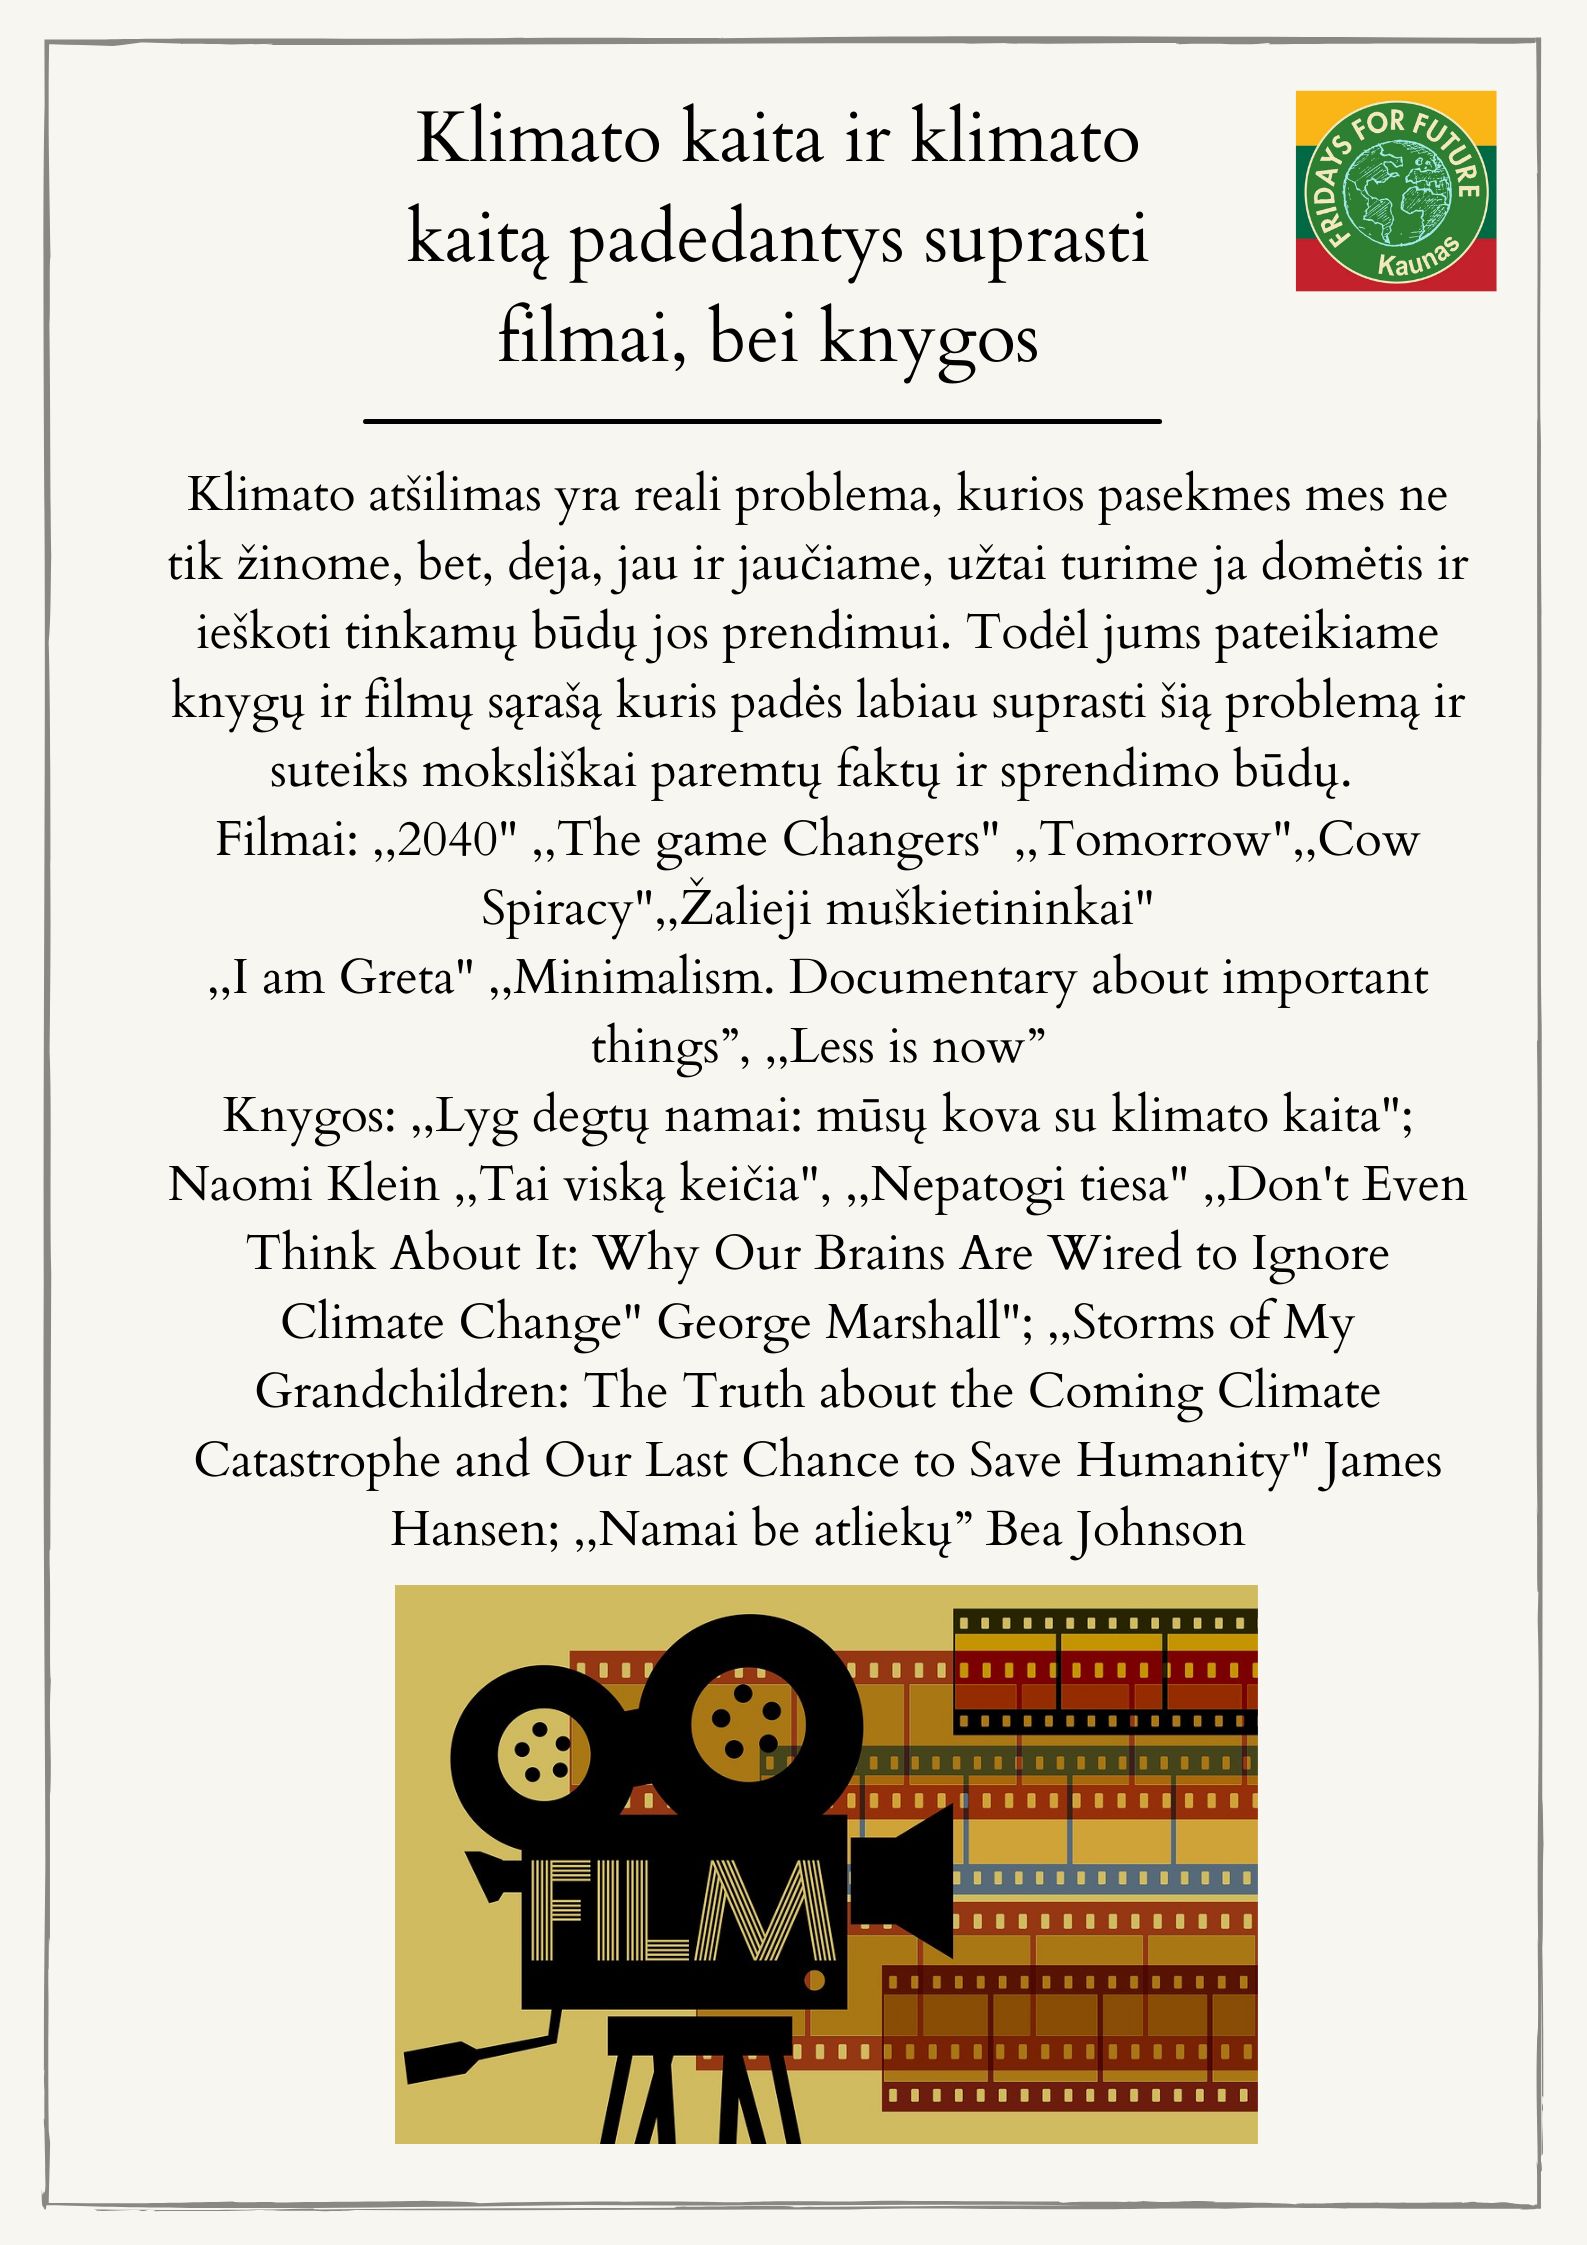 Klimato kaita ir klimato
kaitą padedantys suprasti
filmai, bei knygos
FRIDAYS FOR FUTURE
Kaunas
Klimato atšilimas yra reali problema, kurios pasekmes mes ne
tik žinome, bet, deja, jau ir jaučiame, užtai turime ja domėtis ir
ieškoti tinkamų būdų jos prendimui. Todėl jums pateikiame
knygų ir filmų sąrašą kuris padės labiau suprasti šią problemą ir
suteiks moksliškai paremtų faktų ir sprendimo būdų.
Filmai: ,,2040" ,,The game Changers" ,,Tomorrow",,Cow
Spiracy",,Žalieji muškietininkai"
,,I am Greta" ,,Minimalism. Documentary about important
things”, ,,Less is now”
Knygos: ,,Lyg degtų namai: mūsų kova su klimato kaita";
Naomi Klein ,,Tai viską keičia", ,,Nepatogi tiesa" ,,Don't Even
Think About It: Why Our Brains Are Wired to Ignore
Climate Change" George Marshall"; ,,Storms of My
Grandchildren: The Truth about the Coming Climate
Catastrophe and Our Last Chance to Save Humanity" James
Hansen; ,,Namai be atliekų” Bea Johnson
FILM